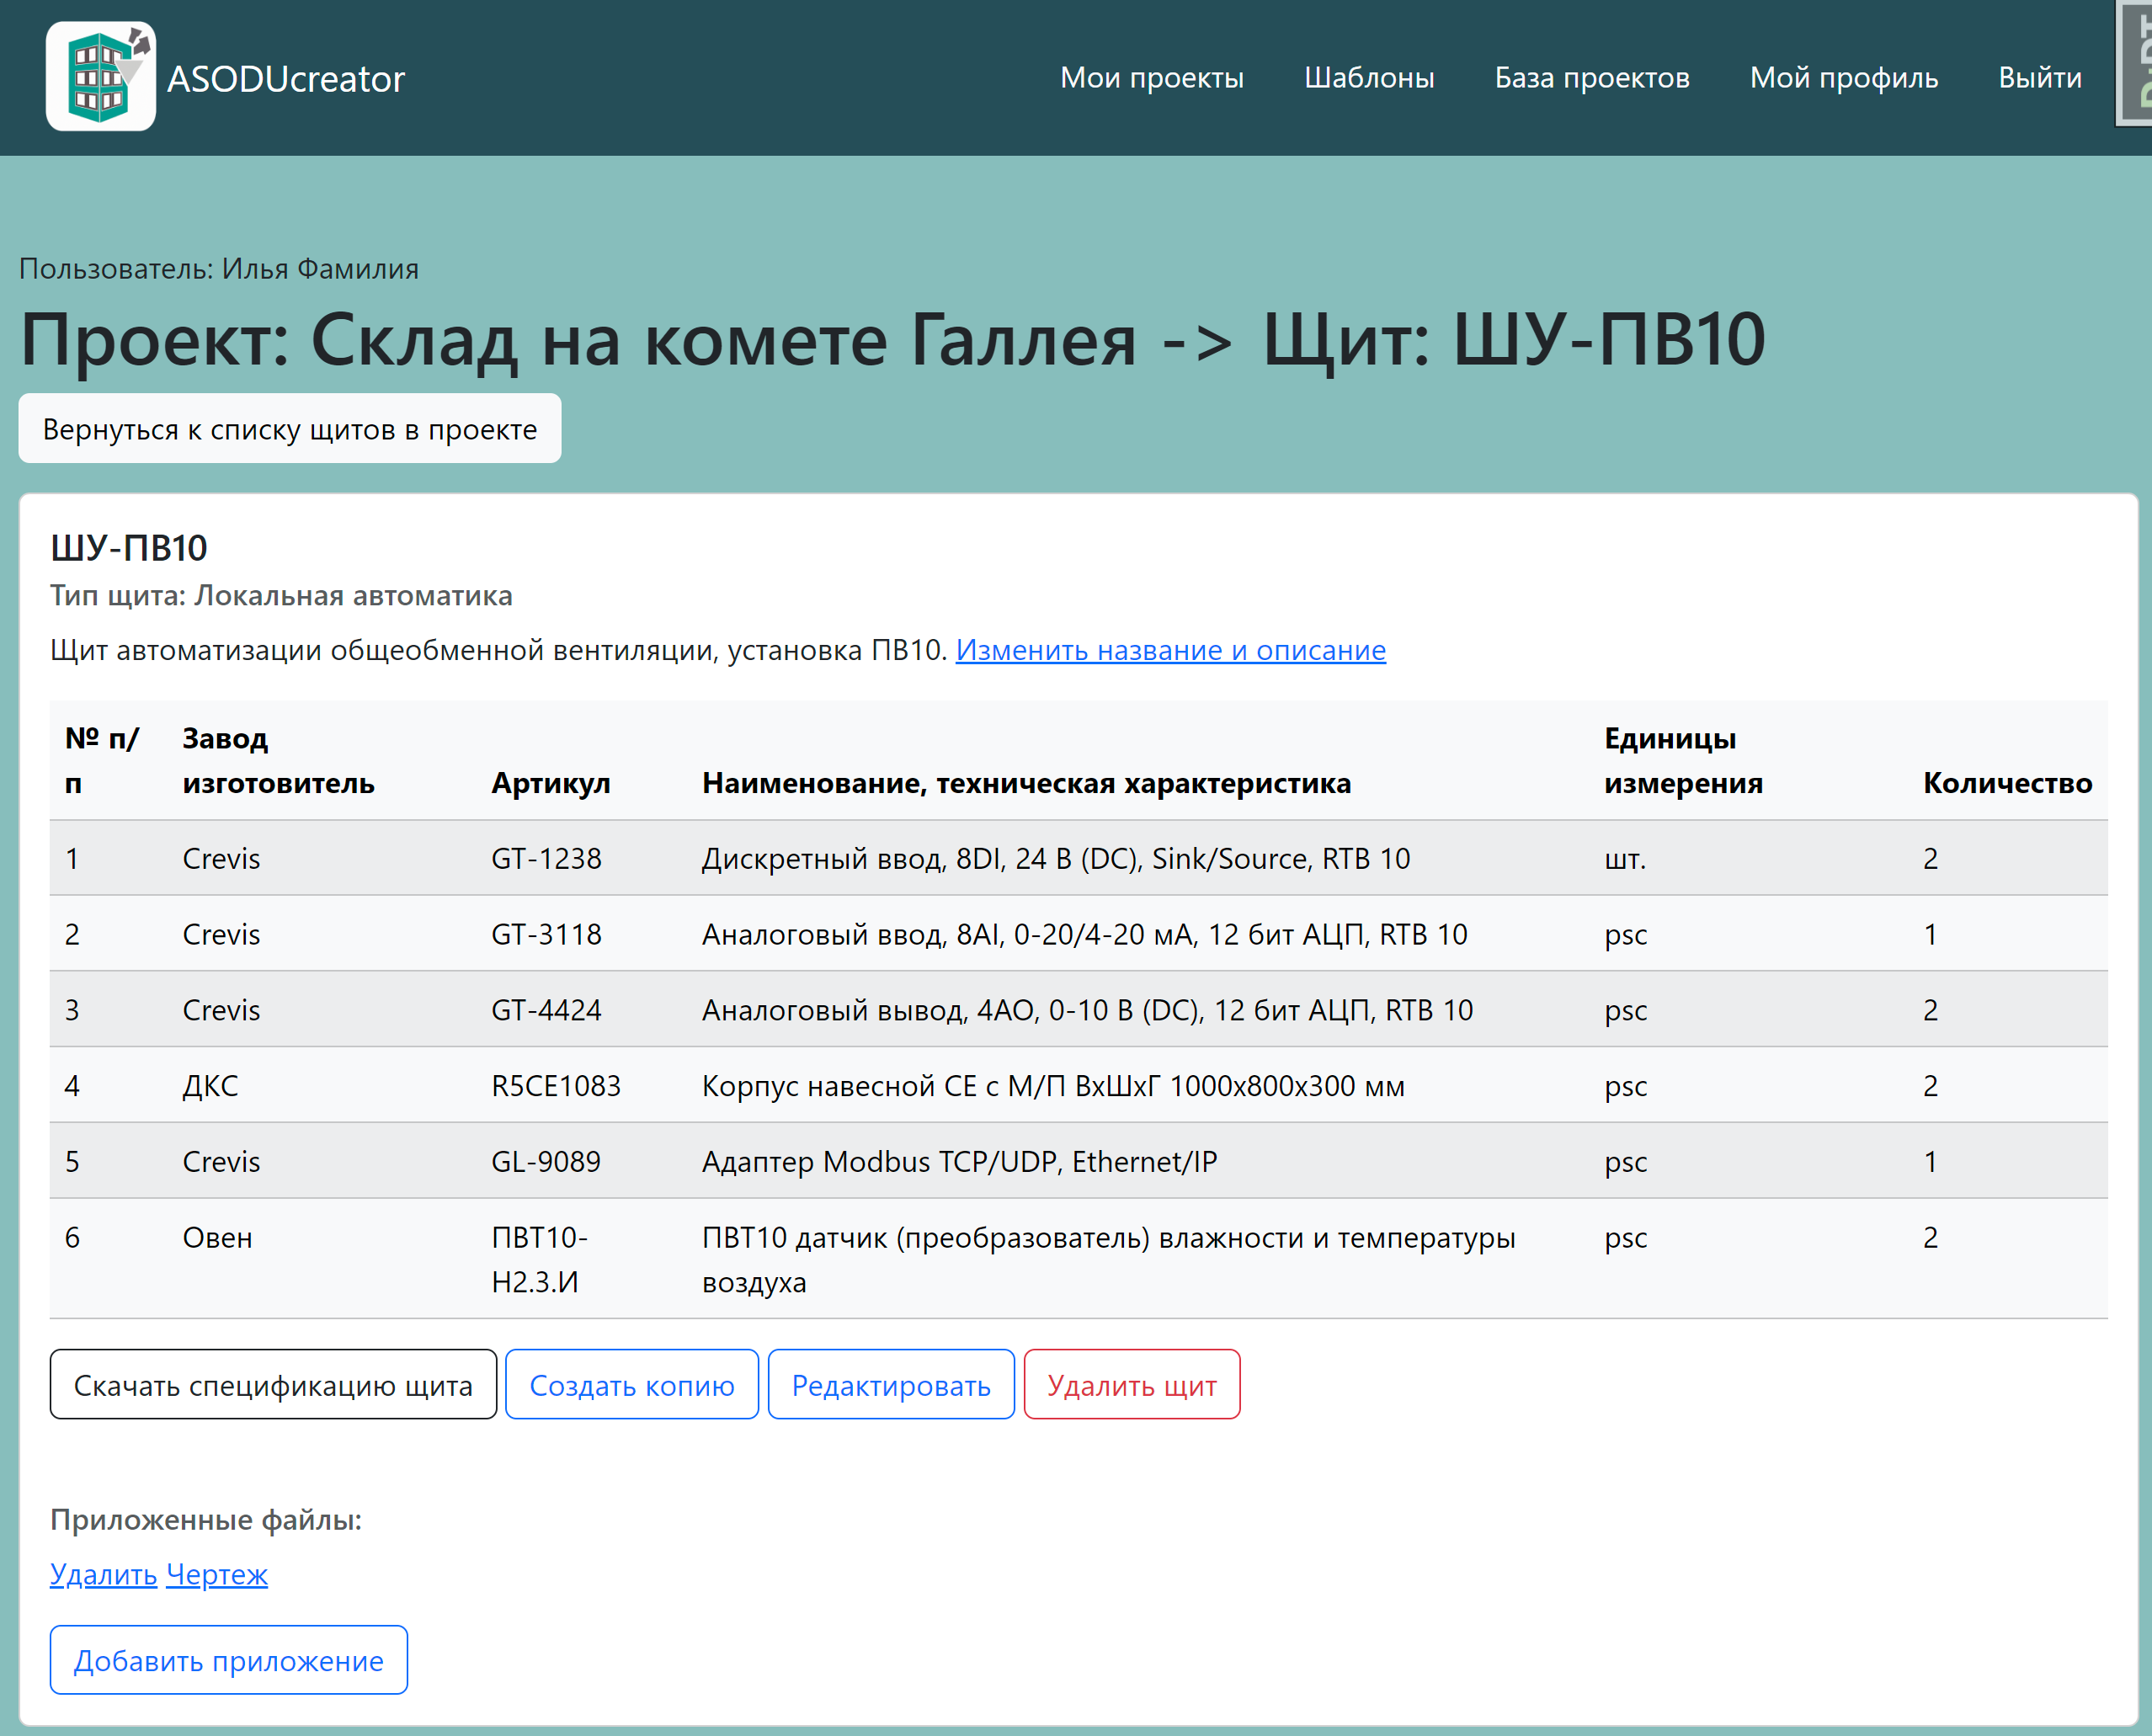 ASODUcreator
Мои проекты Шаблоны База проектов Мой профиль Выйти
Пользователь: Илья Фамилия
Проект: Склад на комете Галлея -> Щит: ШУ-ПВ10
Вернуться к списку щитов в проекте
ШУ-ПВ10
Тип щита: Локальная автоматика
Щит автоматизации общеобменной вентиляции, установка ПВ10. Изменить название и описание
№ п/
п
Завод
изготовитель
Артикул
Наименование, техническая характеристика
Единицы
измерения
Количество
1 Crevis GT-1238 Дискретный ввод, 8DI, 24 В (DC), Sink/Source, RTB 10 шт. 2
2 Crevis GT-3118 Аналоговый ввод, 8AI, 0-20/4-20 мА, 12 бит АЦП, RTB 10 psc 1
3 Crevis GT-4424 Аналоговый вывод, 4АО, 0-10 В (DC), 12 бит АЦП, RTB 10 psc 2
4 ДКС R5CE1083 Корпус навесной CE с М/П ВхШхГ 1000x800x300 мм psc 2
5 Crevis GL-9089 Адаптер Modbus TCP/UDP, Ethernet/IP psc 1
6 Овен ПВТ10- ПВТ10 датчик (преобразователь) влажности и температуры psc 2
Н2.3.И воздуха
Скачать спецификацию щита Создать копию Редактировать Удалить щит
Приложенные файлы:
Удалить Чертеж
Добавить приложение